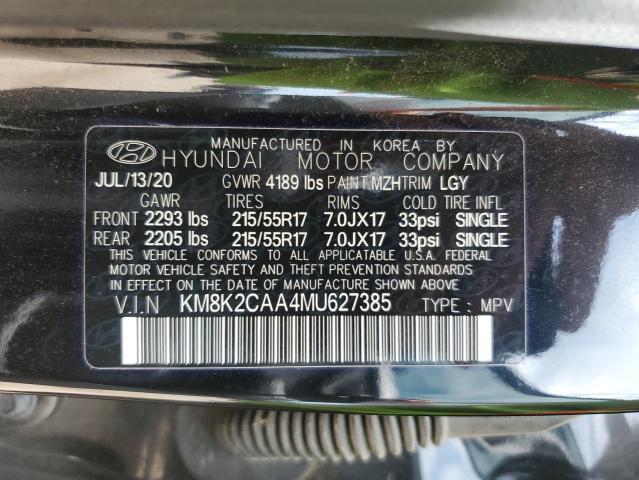 MANUFACTURED IN KOREA BY
HYUNDAI MOTOR COMPANY
JUL/13/20 GVWR 4189 lbs PAINT MZH TRIM LGY
GAWR TIRES RIMS COLD TIRE INFL
FRONT 2293 lbs 215/55R17 7.0JX17 33psi SINGLE
REAR 2205 lbs 215/55R17 7.0JX17 33psi SINGLE
THIS VEHICLE CONFORMS TO ALL APPLICABLE U.S.A. FEDERAL
MOTOR VEHICLE SAFETY AND BUMPER AND THEFT PREVENTION
STANDARDS IN EFFECT ON THE DATE OF MANUFACTURE SHOWN ABOVE.
V.I.N KM8K2CAA4MU627385 TYPE : MPV